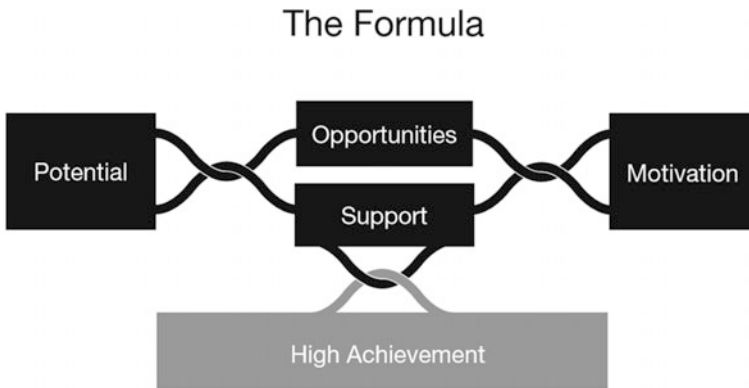 The Formula
Opportunities
Potential
Motivation
Support
High Achievement